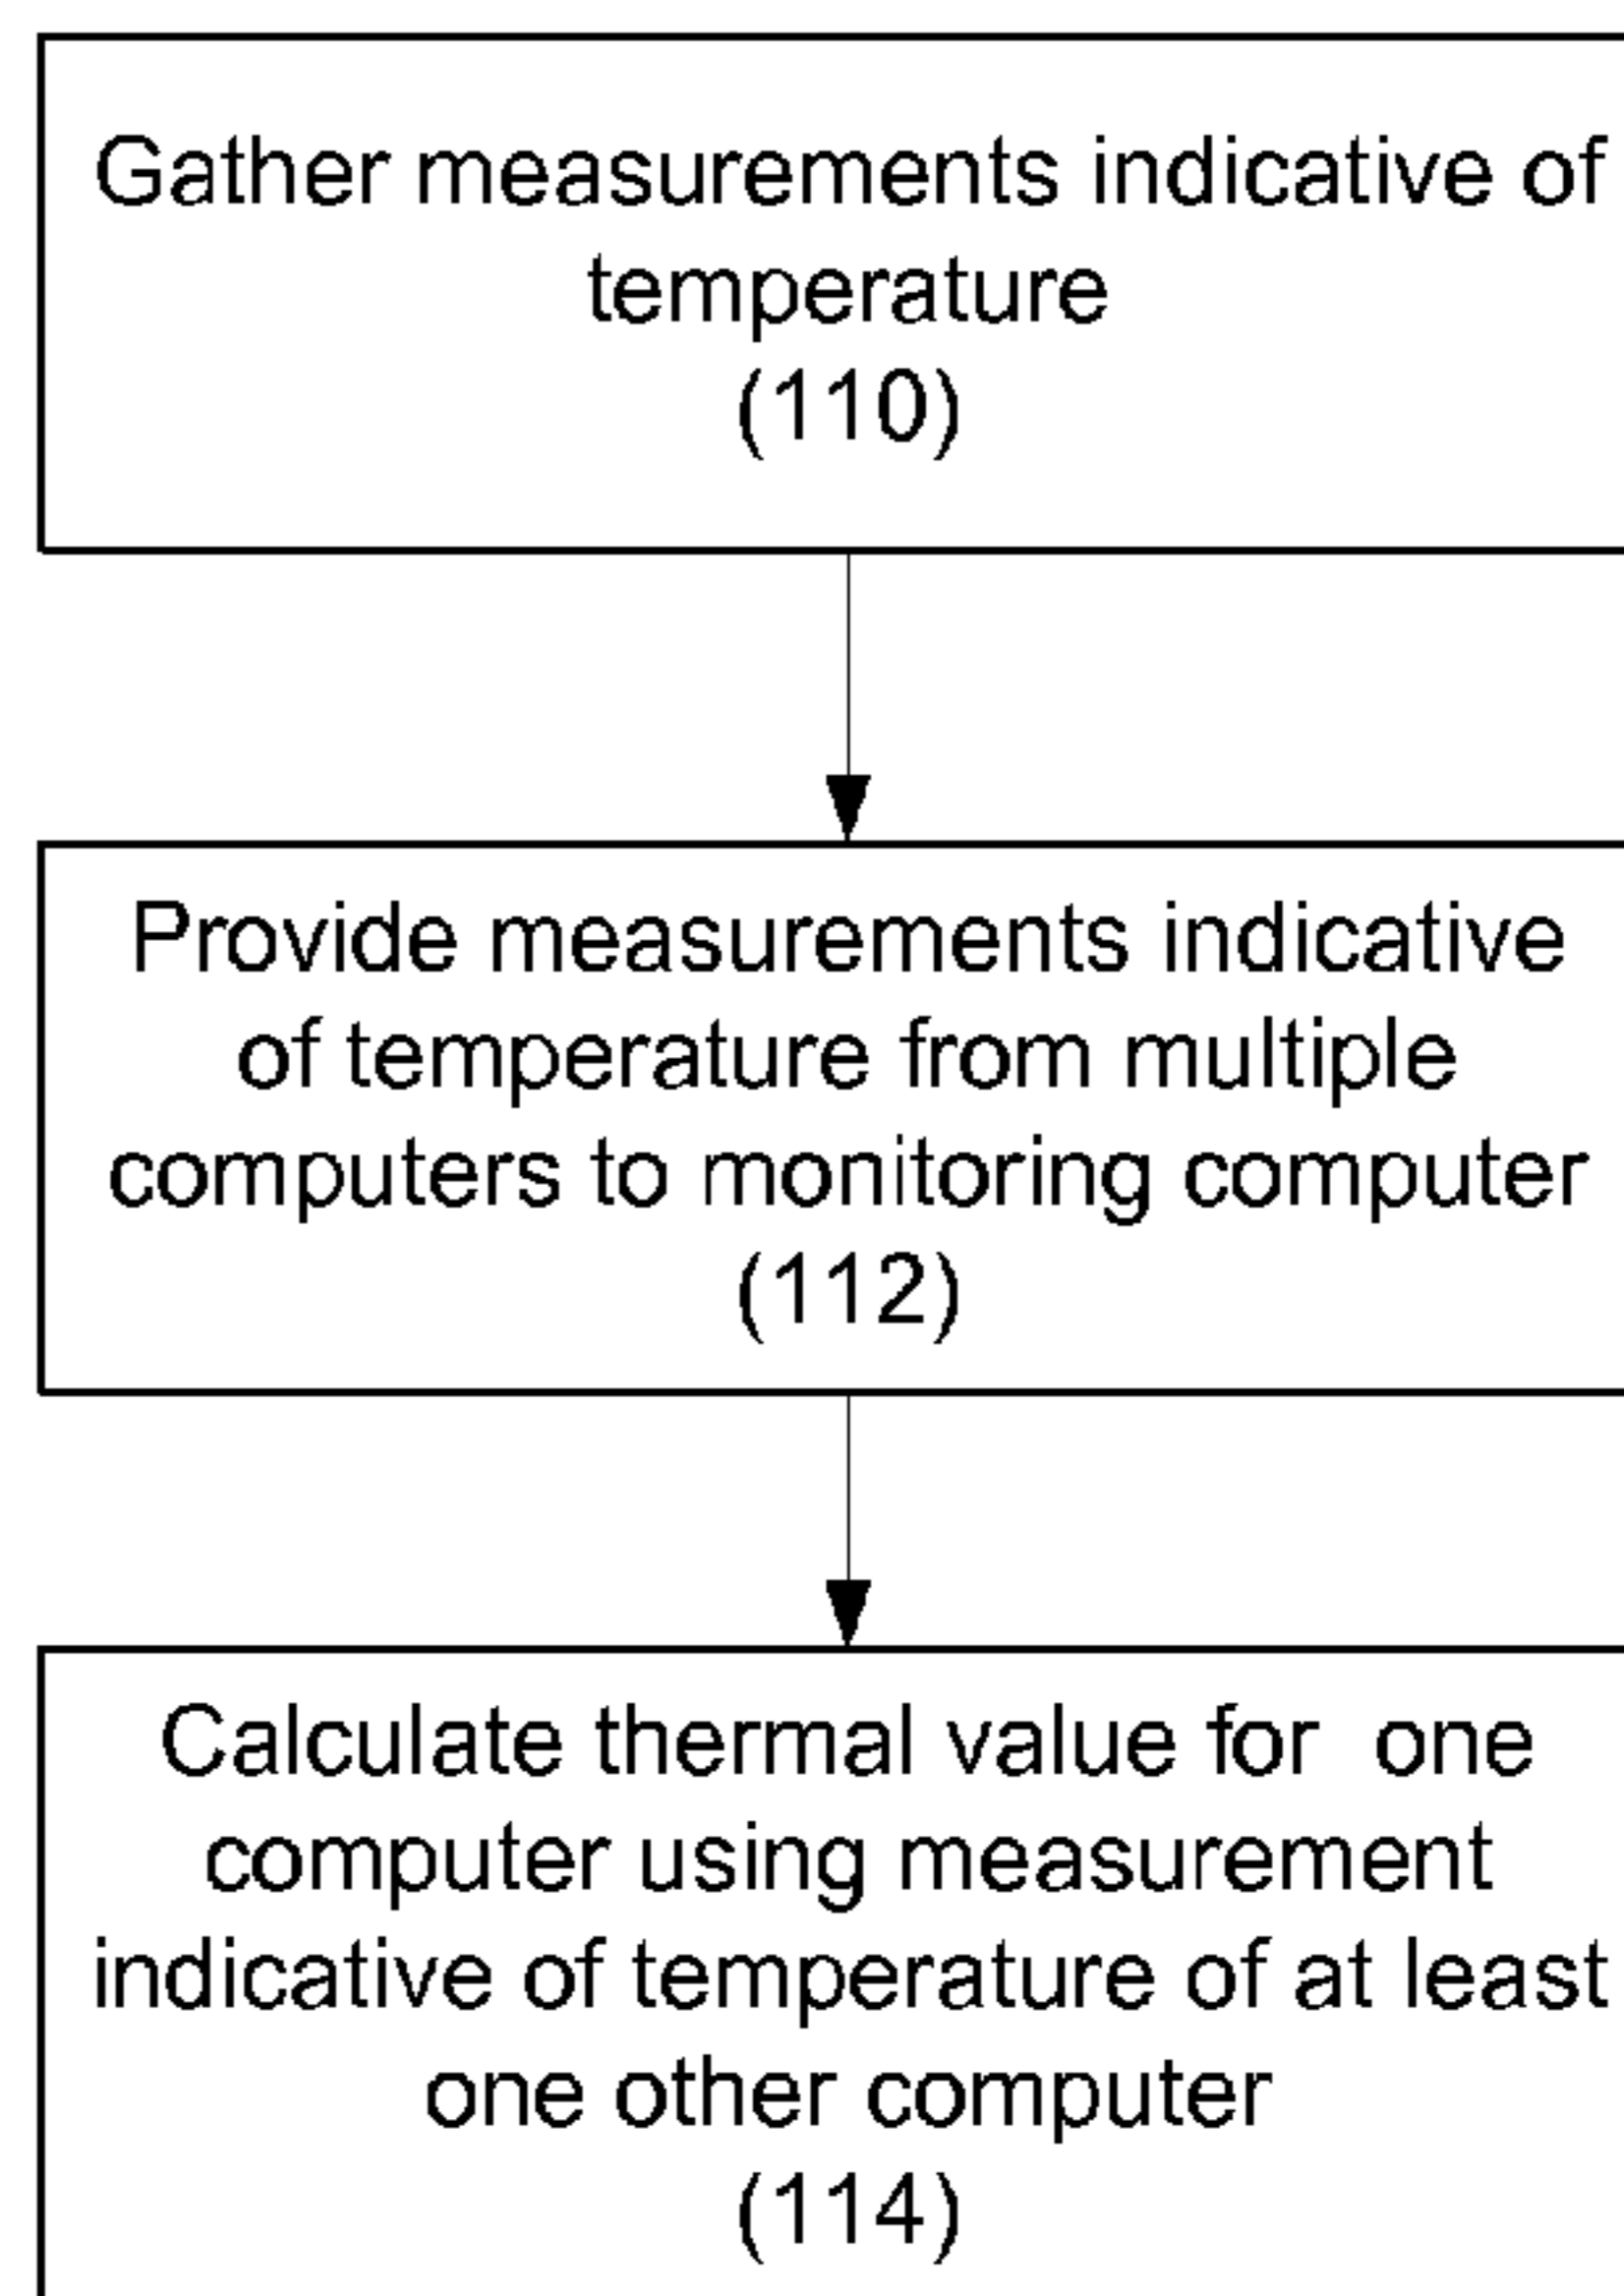 Gather measurements indicative of
temperature
(110)
Provide measurements indicative
of temperature from multiple
computers to monitoring computer
(112)
Calculate thermal value for one
computer using measurement
indicative of temperature of at least
one other computer
(114)